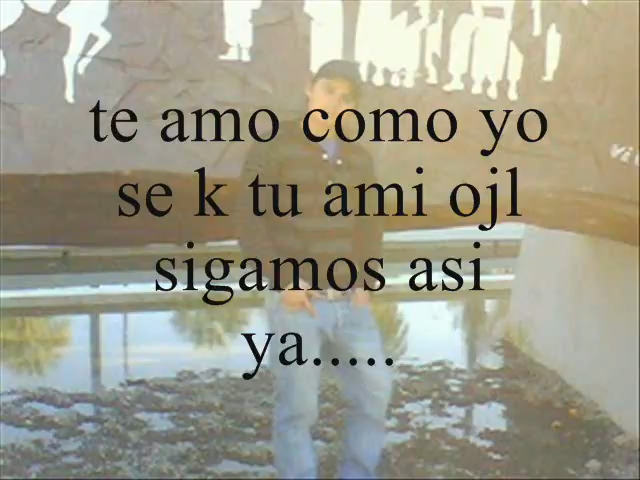 te amo como yo
se k tu ami ojl
sigamos asi
ya.....